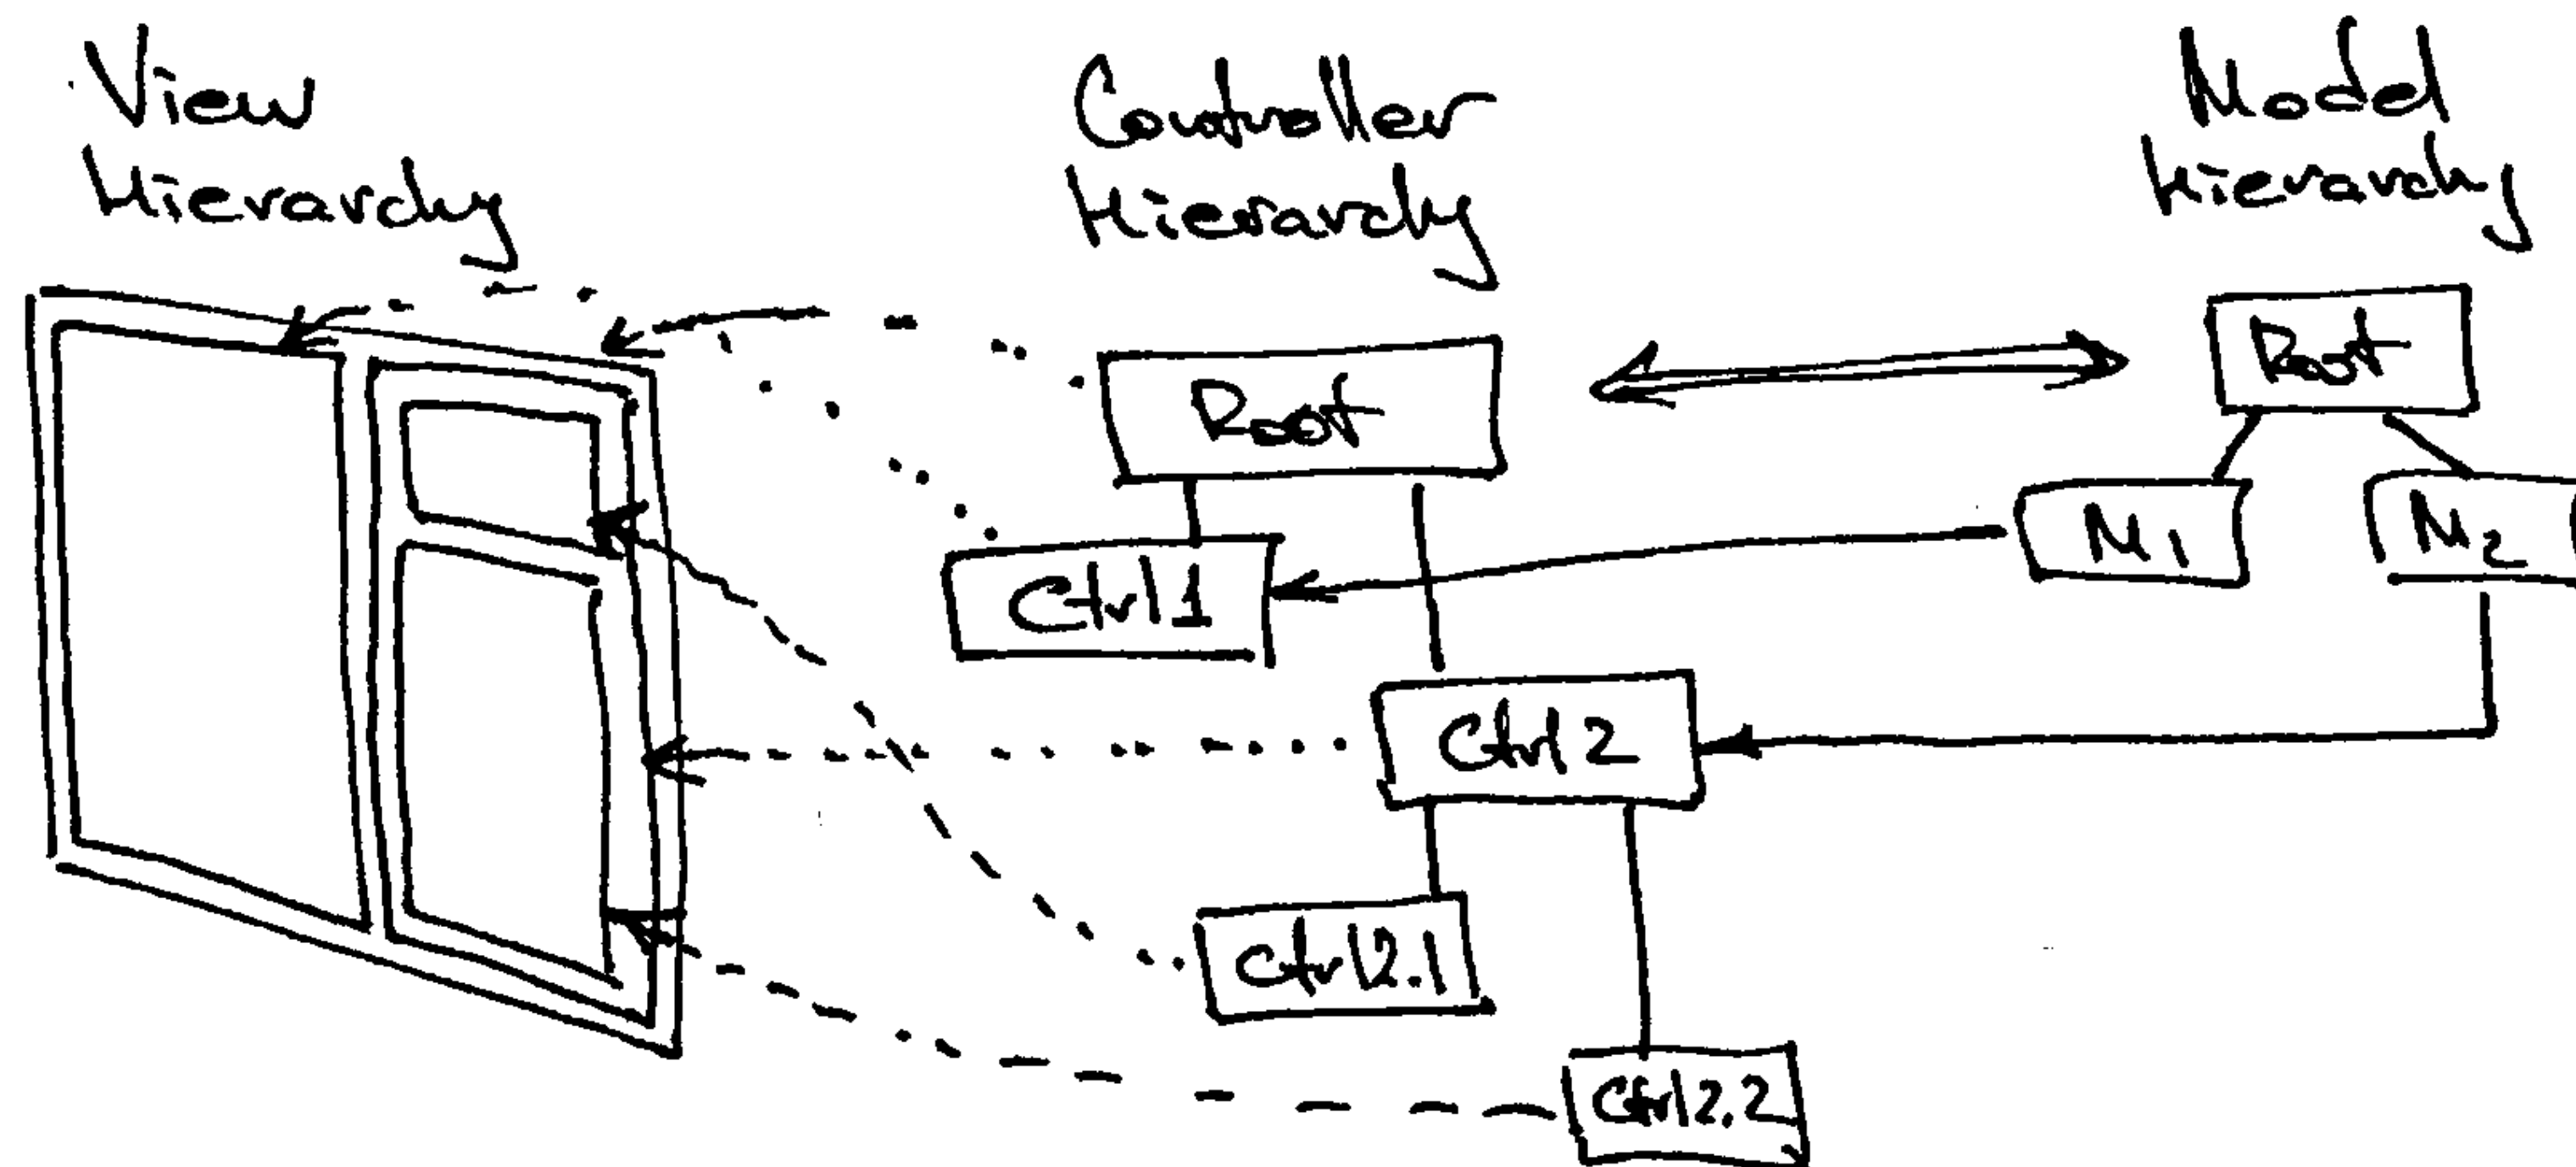 View
Hierarchy
Controller
Hierarchy
Model
Hierarchy
Root
Root
M1
M2
Ctrl1
Ctrl2
Ctrl2.1
Ctrl2.2